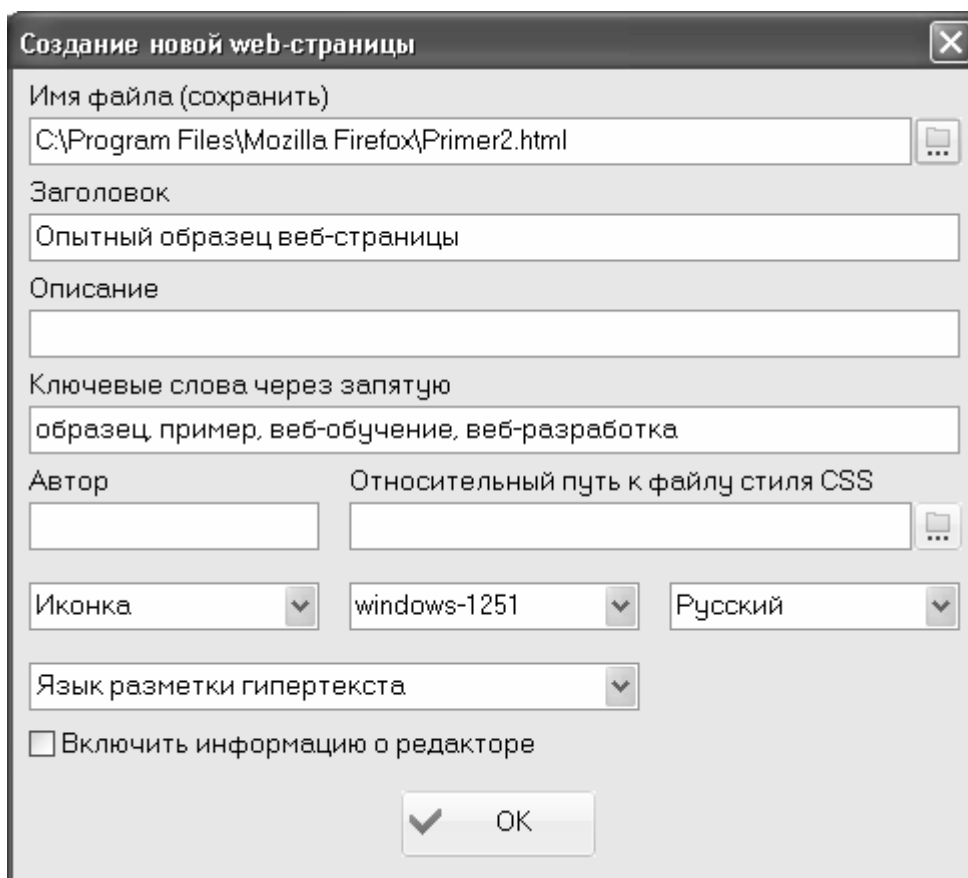 Создание новой web-страницы
Имя файла (сохранить)
C:\Program Files\Mozilla Firefox\Primer2.html
Заголовок
Опытный образец веб-страницы
Описание
Ключевые слова через запятую
образец, пример, веб-обучение, веб-разработка
Автор Относительный путь к файлу стиля CSS
Иконка windows-1251 Русский
Язык разметки гипертекста
Включить информацию о редакторе
OK